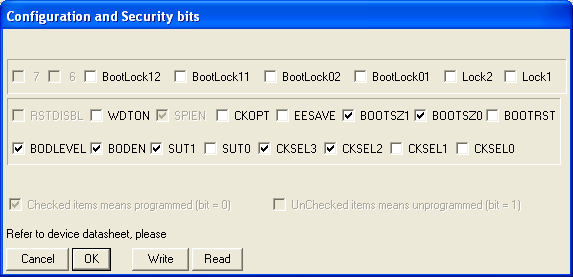 Configuration and Security bits
7 6 BootLock12 BootLock11 BootLock02 BootLock01 Lock2 Lock1
RSTDISBL WDTON SPIEN CKOPT EESAVE BOOTSZ1 BOOTSZ0 BOOTRST
BODLEVEL BODEN SUT1 SUT0 CKSEL3 CKSEL2 CKSEL1 CKSEL0
Checked items means programmed (bit = 0) UnChecked items means unprogrammed (bit = 1)
Refer to device datasheet, please
Cancel OK Write Read